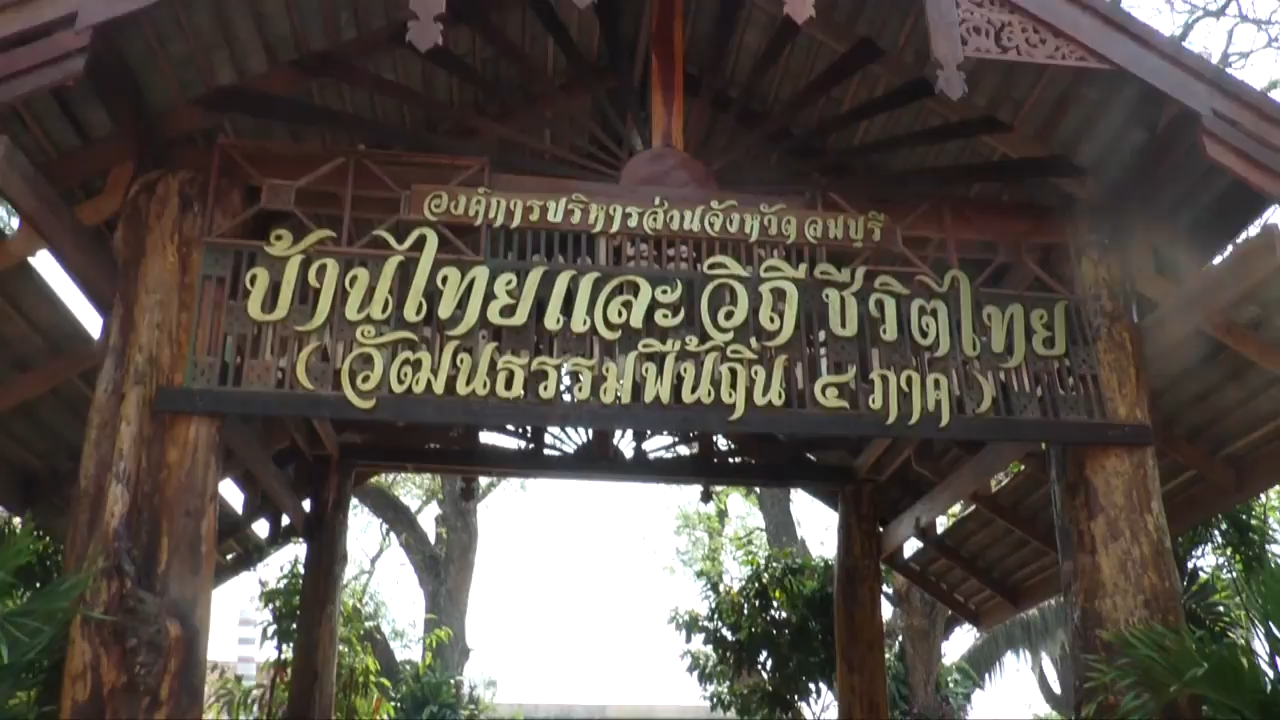 องค์การบริหารส่วนจังหวัด ลพบุรี
บ้านไทยและวิถีชีวิตไทย
(วัฒนธรรมพื้นถิ่น ๔ ภาค)